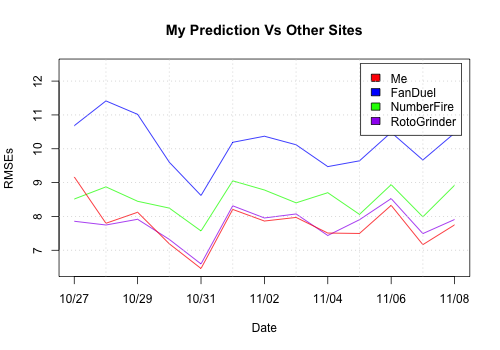 My Prediction Vs Other Sites
Me
FanDuel
NumberFire
RotoGrinder
RMSEs
12
11
10
9
8
7
10/27
10/29
10/31
11/02
11/04
11/06
11/08
Date